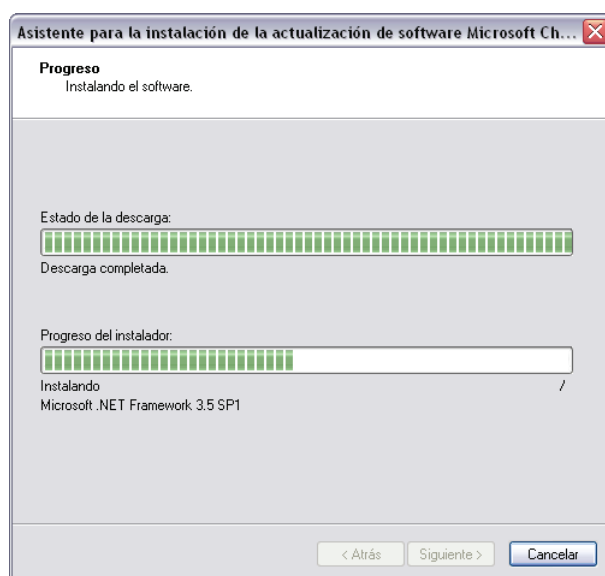 Asistente para la instalación de la actualización de software Microsoft Ch...
Progreso
Instalando el software.
Estado de la descarga:
Descarga completada.
Progreso del instalador:
Instalando /
Microsoft .NET Framework 3.5 SP1
< Atrás Siguiente > Cancelar